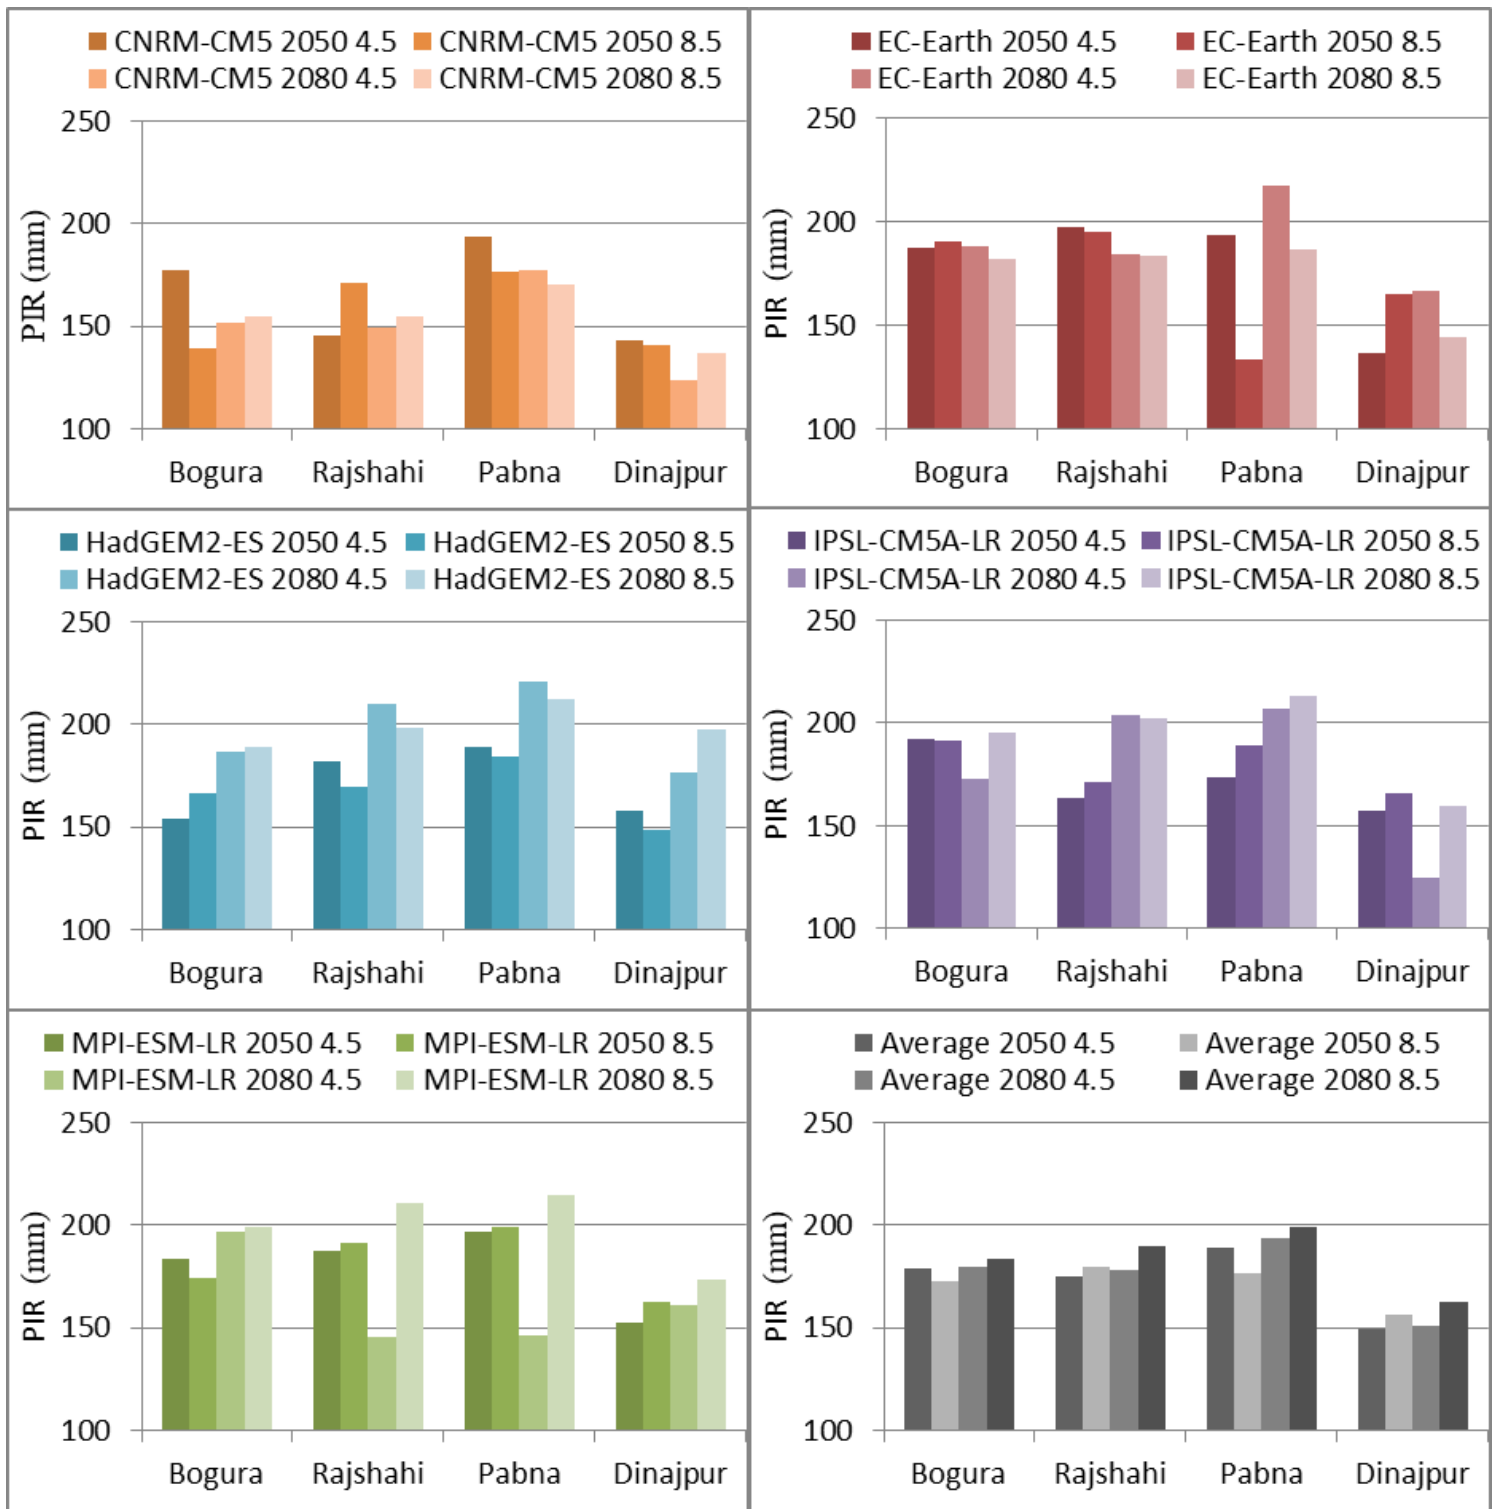 CNRM-CM5 2050 4.5 CNRM-CM5 2050 8.5
CNRM-CM5 2080 4.5 CNRM-CM5 2080 8.5
250
200
150
100
PIR (mm)
Bogura Rajshahi Pabna Dinajpur
EC-Earth 2050 4.5 EC-Earth 2050 8.5
EC-Earth 2080 4.5 EC-Earth 2080 8.5
250
200
150
100
PIR (mm)
Bogura Rajshahi Pabna Dinajpur
HadGEM2-ES 2050 4.5 HadGEM2-ES 2050 8.5
HadGEM2-ES 2080 4.5 HadGEM2-ES 2080 8.5
250
200
150
100
PIR (mm)
Bogura Rajshahi Pabna Dinajpur
IPSL-CM5A-LR 2050 4.5 IPSL-CM5A-LR 2050 8.5
IPSL-CM5A-LR 2080 4.5 IPSL-CM5A-LR 2080 8.5
250
200
150
100
PIR (mm)
Bogura Rajshahi Pabna Dinajpur
MPI-ESM-LR 2050 4.5 MPI-ESM-LR 2050 8.5
MPI-ESM-LR 2080 4.5 MPI-ESM-LR 2080 8.5
250
200
150
100
PIR (mm)
Bogura Rajshahi Pabna Dinajpur
Average 2050 4.5 Average 2050 8.5
Average 2080 4.5 Average 2080 8.5
250
200
150
100
PIR (mm)
Bogura Rajshahi Pabna Dinajpur